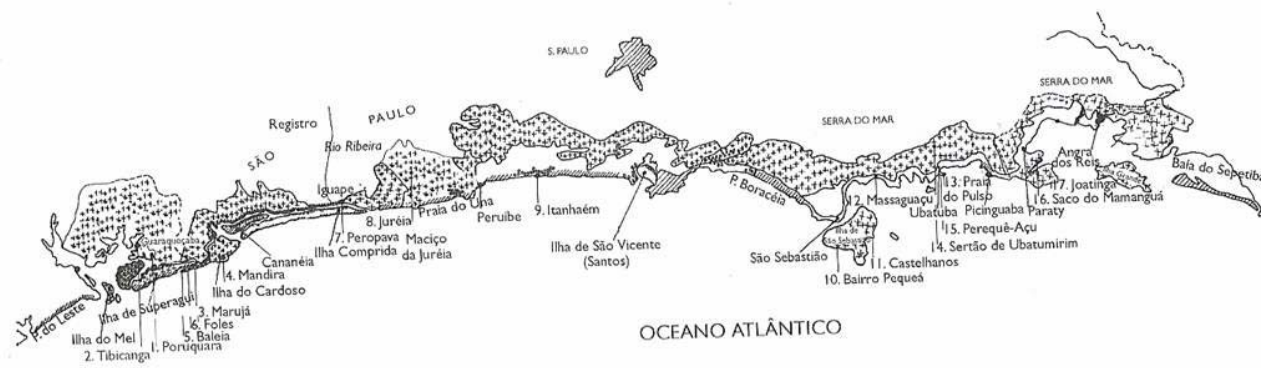 S. PAULO
SERRA DO MAR
SERRA DO MAR
PAULO
SÃO
Registro
Rio Ribeira
Iguape
Guaraqueçaba
Cananéia
4. Mandira
Ilha do Cardoso
P. do Leste
Ilha de Superagui
Ilha do Mel
2. Tibicanga
1. Poruquara
3. Marujá
6. Foles
5. Baleia
7. Peropava
Ilha Comprida
8. Juréia
Praia do Una
Maciço
da Juréia
Peruíbe
9. Itanhaém
Ilha de São Vicente
(Santos)
P. Boracéia
São Sebastião
Ilha de
São Sebastião
10. Bairro Pequeá
11. Castelhanos
12. Massaguaçu
Ubatuba
13. Praia
do Pulso
Picinguaba
15. Perequê-Açu
14. Sertão de Ubatumirim
Paraty
Angra
dos Reis
Ilha Grande
17. Joatinga
16. Saco do Mamanguá
Baía do Sepetiba
OCEANO ATLÂNTICO